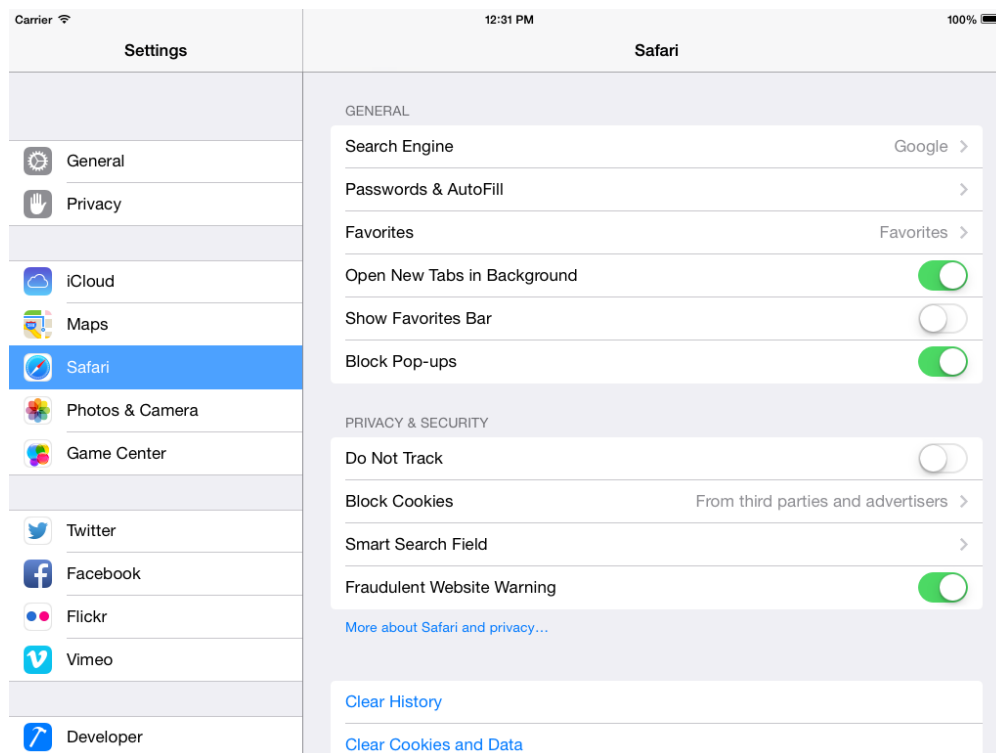 Carrier 12:31 PM 100%
Settings
Safari
General
Privacy
iCloud
Maps
Safari
Photos & Camera
Game Center
Twitter
Facebook
Flickr
Vimeo
Developer
GENERAL
Search Engine Google
Passwords & AutoFill
Favorites Favorites
Open New Tabs in Background
Show Favorites Bar
Block Pop-ups
PRIVACY & SECURITY
Do Not Track
Block Cookies From third parties and advertisers
Smart Search Field
Fraudulent Website Warning
More about Safari and privacy...
Clear History
Clear Cookies and Data